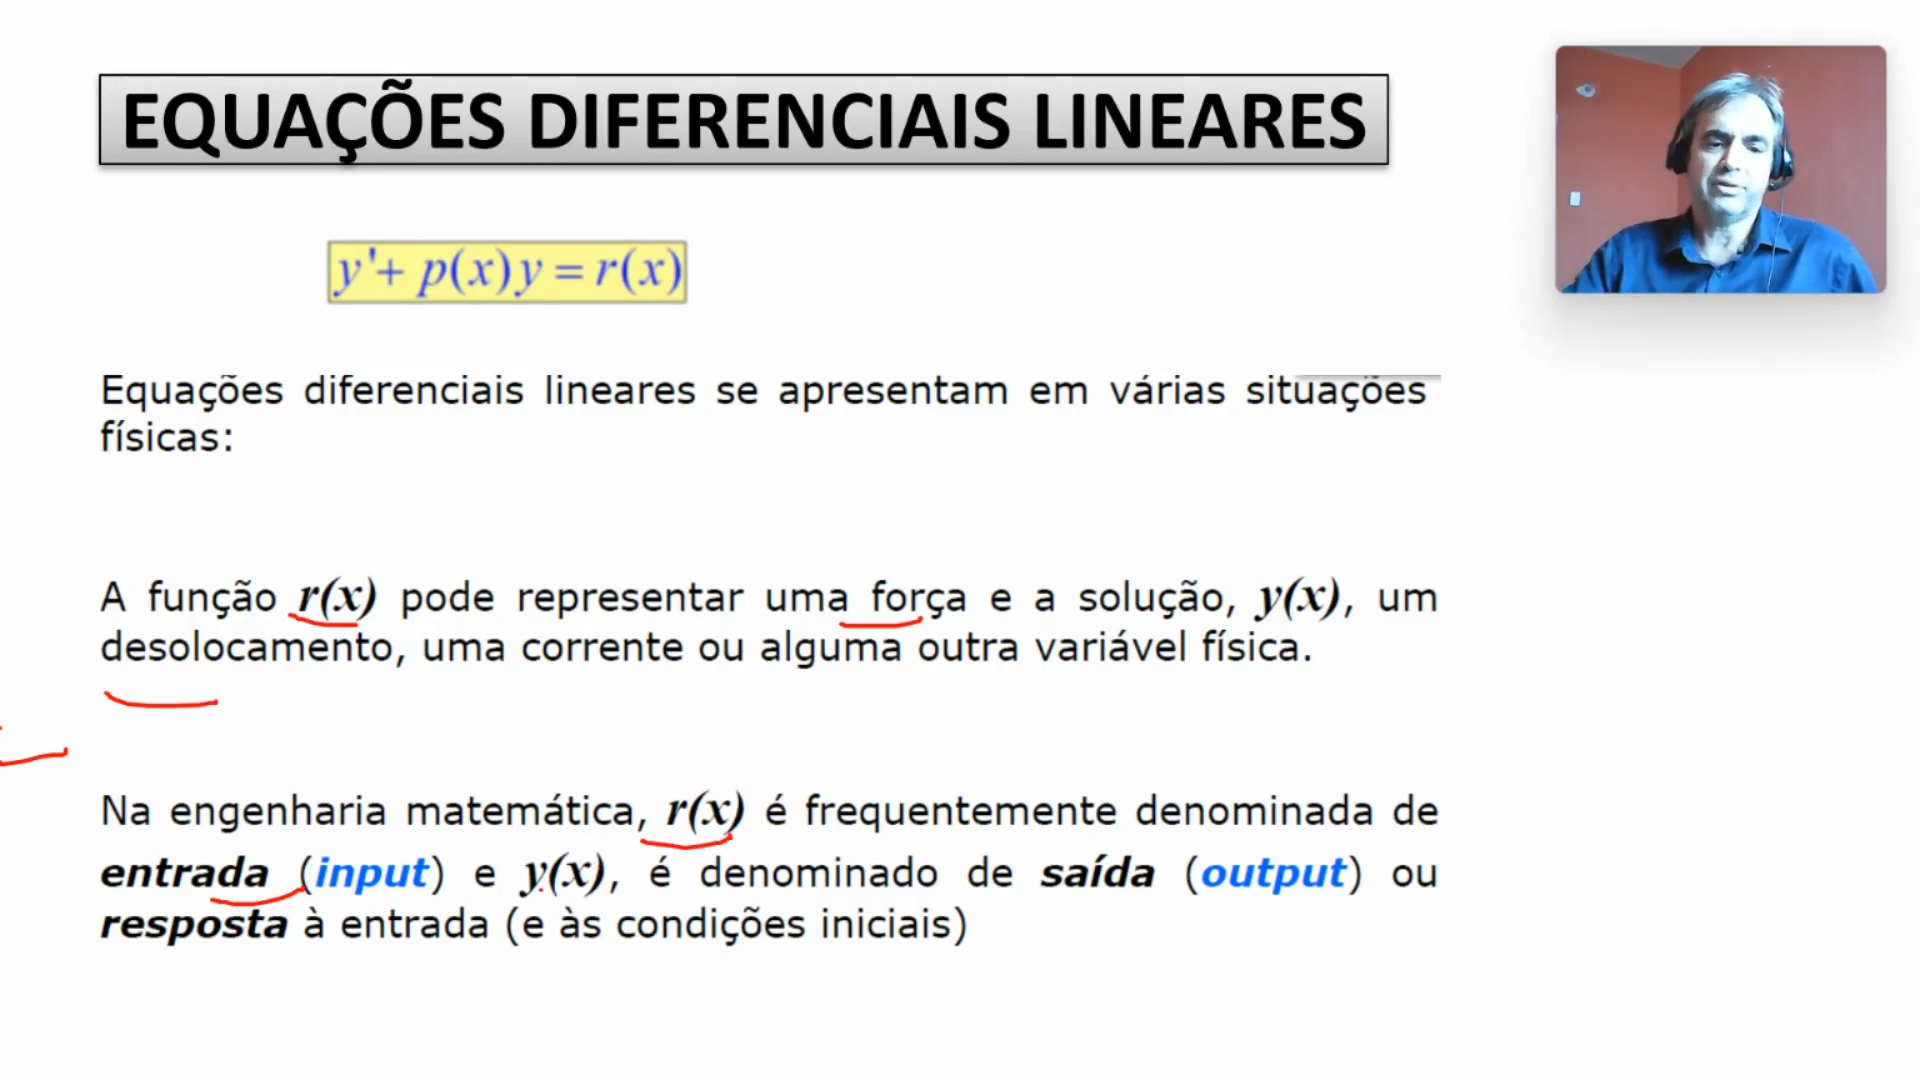 EQUAÇÕES DIFERENCIAIS LINEARES
y'+ p(x)y = r(x)
Equações diferenciais lineares se apresentam em várias situações
físicas:
A função r(x) pode representar uma força e a solução, y(x), um
desolocamento, uma corrente ou alguma outra variável física.
Na engenharia matemática, r(x) é frequentemente denominada de
entrada (input) e y(x), é denominado de saída (output) ou
resposta à entrada (e às condições iniciais)